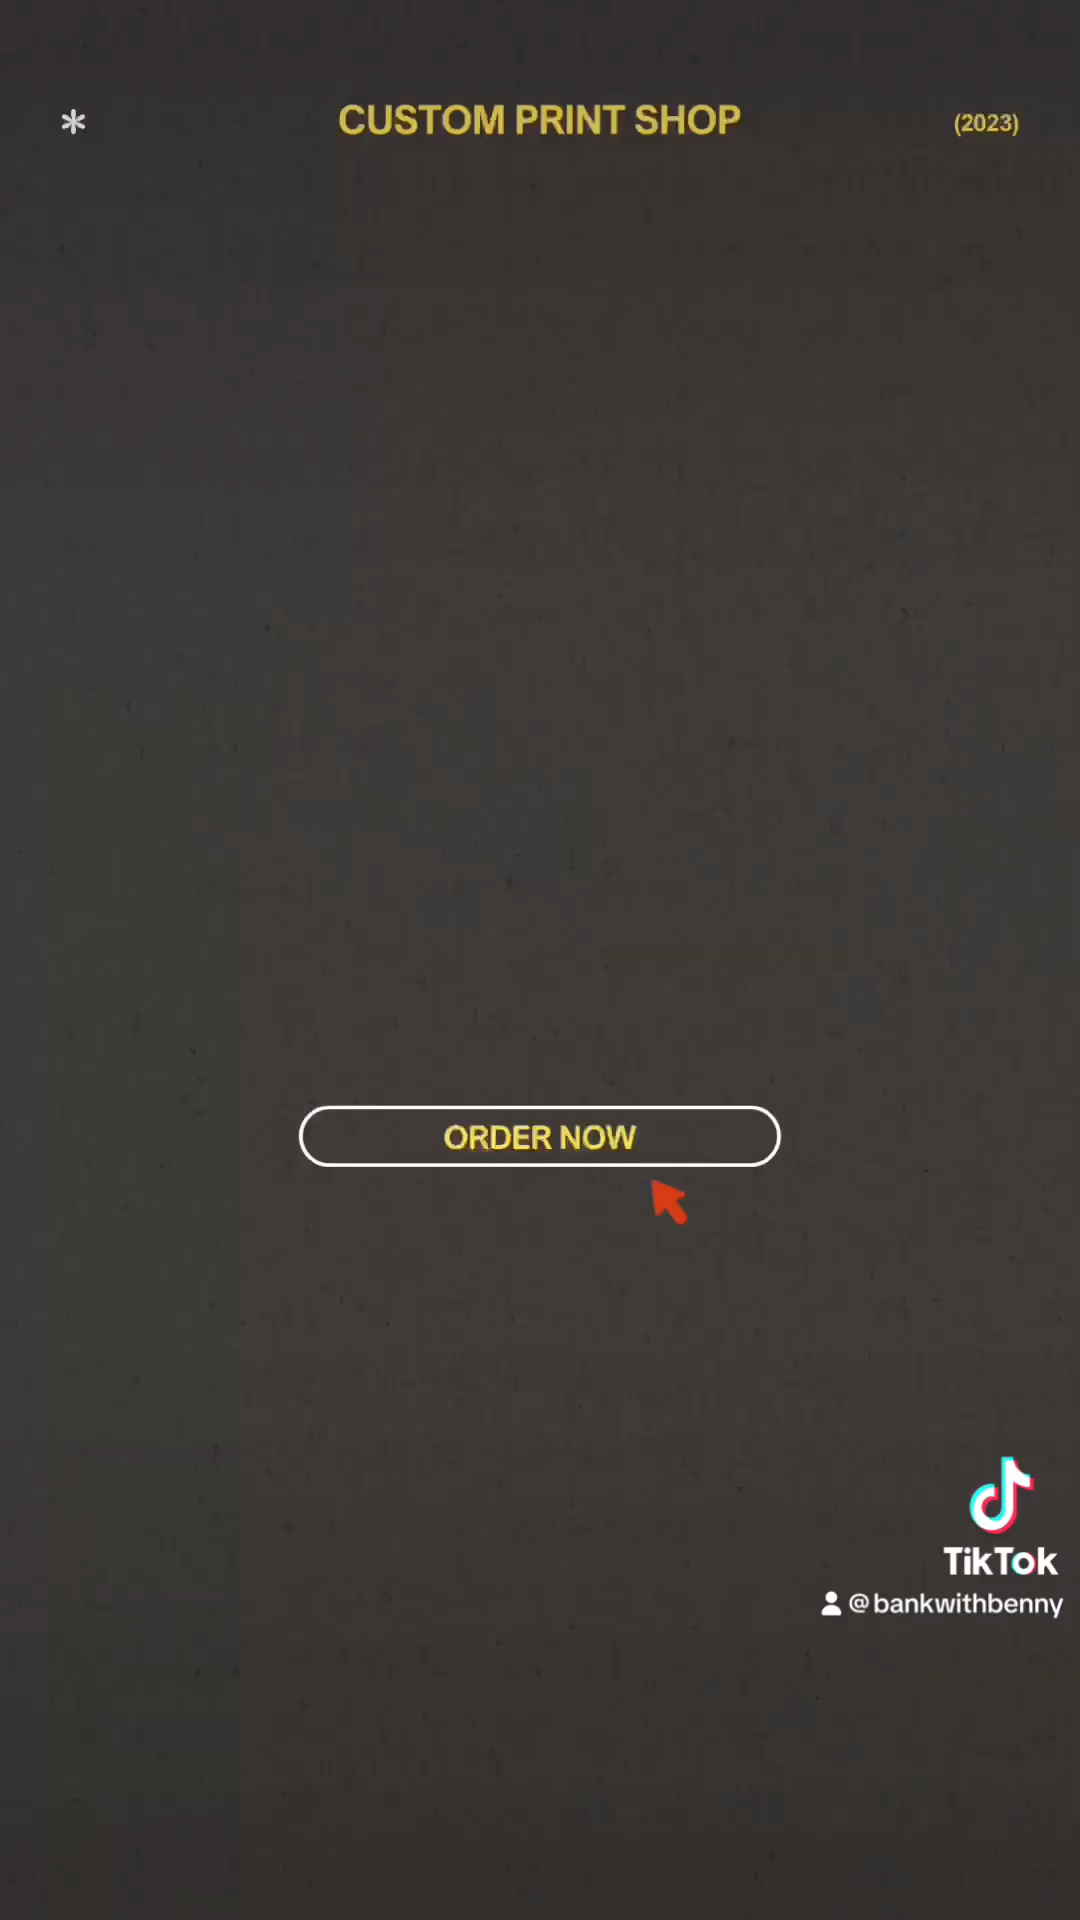 *
CUSTOM PRINT SHOP
(2023)
ORDER NOW
TikTok
@bankwithbenny